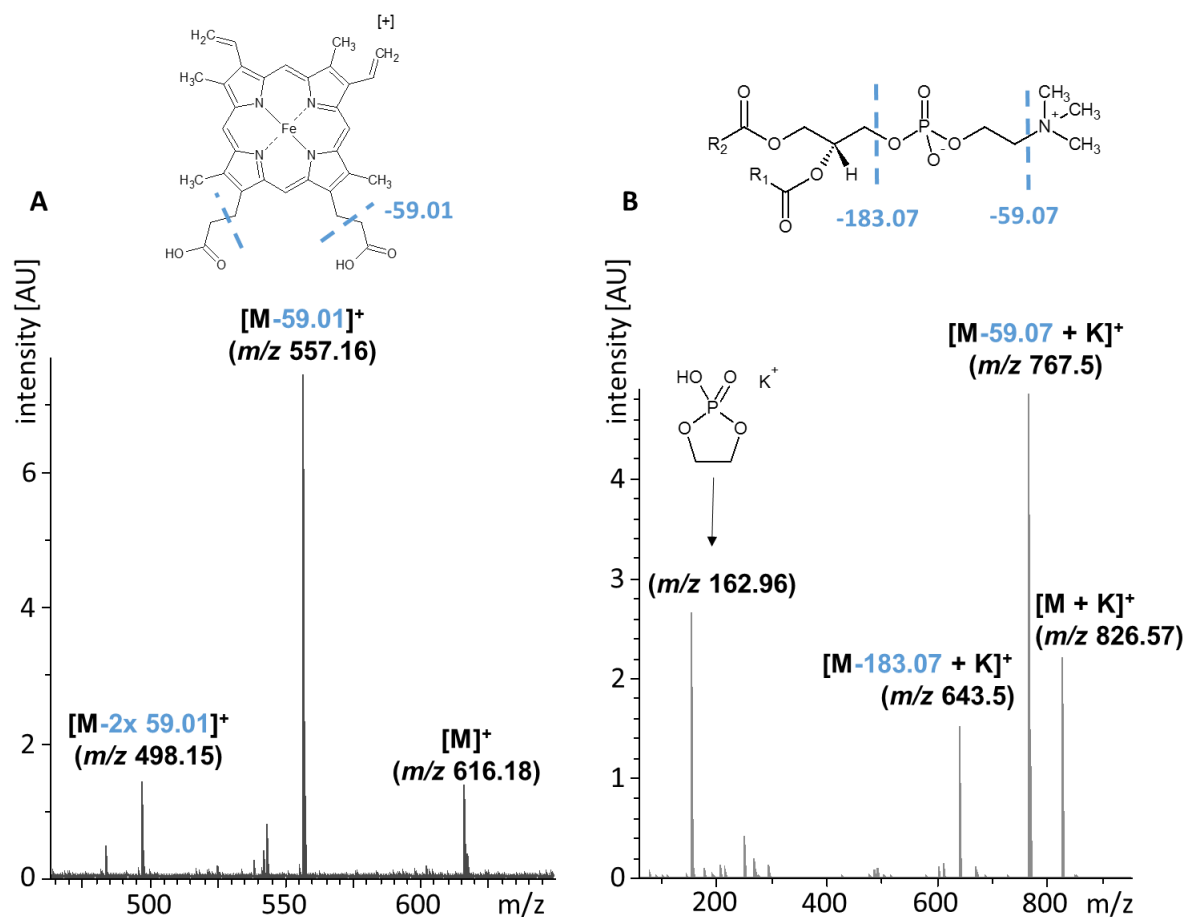 [+]
H₂C
CH₃
CH₂
H₃C
N
N
Fe
N
N
H₃C
CH₃
A
-59.01
HO
O
HO
O
[M-59.01]⁺
(m/z 557.16)
[M-2x 59.01]⁺
(m/z 498.15)
[M]⁺
(m/z 616.18)
intensity [AU]
6
4
2
0
500
550
600
m/z
O
O
CH₃
P
N⁺
CH₃
R₂
O
O
O
CH₃
O⁻
R₁
O
H
O
B
-183.07
-59.07
[M-59.07 + K]⁺
(m/z 767.5)
HO
O
K⁺
P
O
O
(m/z 162.96)
[M + K]⁺
(m/z 826.57)
[M-183.07 + K]⁺
(m/z 643.5)
intensity [AU]
4
3
2
1
0
200
400
600
800
m/z